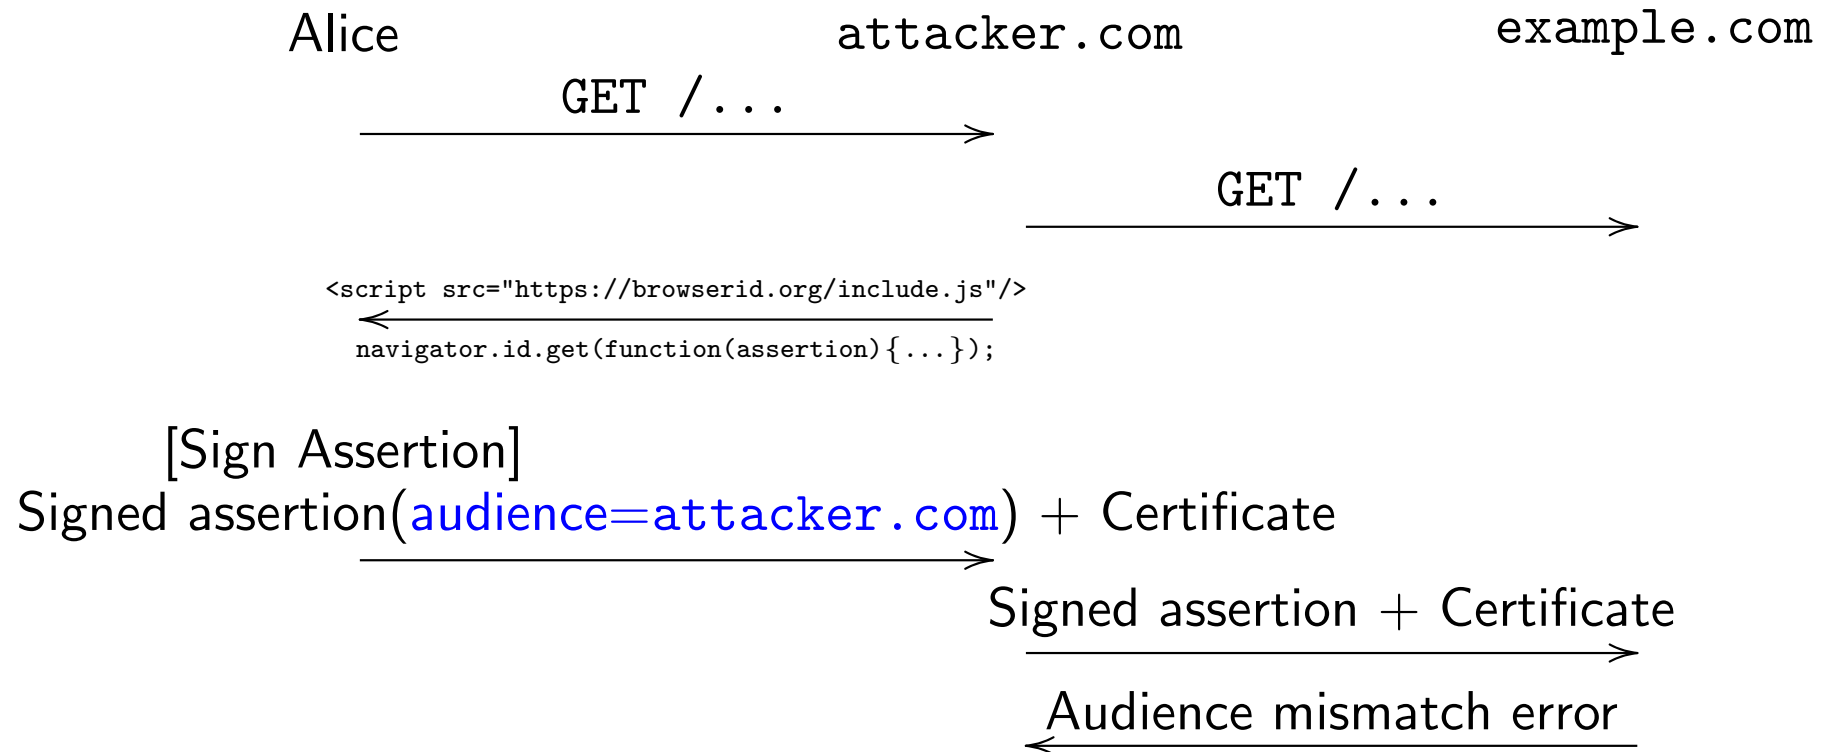 Alice attacker.com example.com
GET /...
GET /...
<script src="https://browserid.org/include.js"/>
navigator.id.get(function(assertion){...});
[Sign Assertion]
Signed assertion(audience=attacker.com) + Certificate
Signed assertion + Certificate
Audience mismatch error